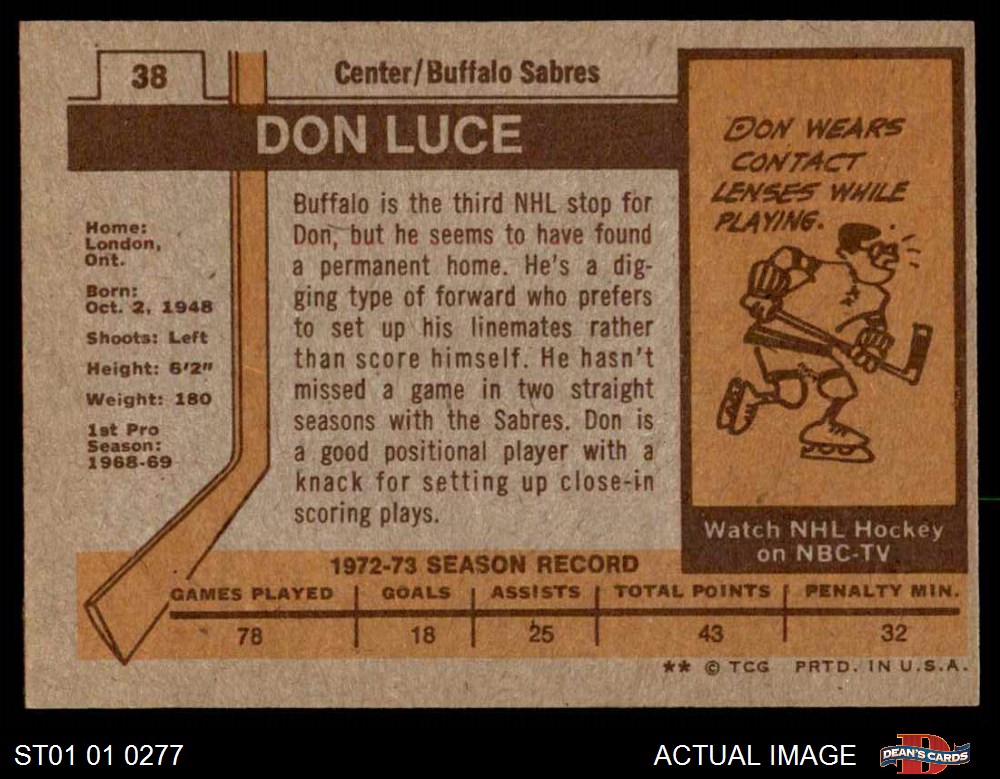 38
Center/Buffalo Sabres
DON LUCE
Home:
London,
Ont.
Born:
Oct. 2, 1948
Shoots: Left
Height: 6'2"
Weight: 180
1st Pro
Season:
1968-69
Buffalo is the third NHL stop for
Don, but he seems to have found
a permanent home. He's a dig-
ging type of forward who prefers
to set up his linemates rather
than score himself. He hasn't
missed a game in two straight
seasons with the Sabres. Don is
a good positional player with a
knack for setting up close-in
scoring plays.
DON WEARS
CONTACT
LENSES WHILE
PLAYING.
Watch NHL Hockey
on NBC-TV
1972-73 SEASON RECORD
GAMES PLAYED GOALS ASSISTS TOTAL POINTS PENALTY MIN.
78 18 25 43 32
** © TCG PRTD. IN U.S.A.
ST01 01 0277
ACTUAL IMAGE
DEAN'S CARDS